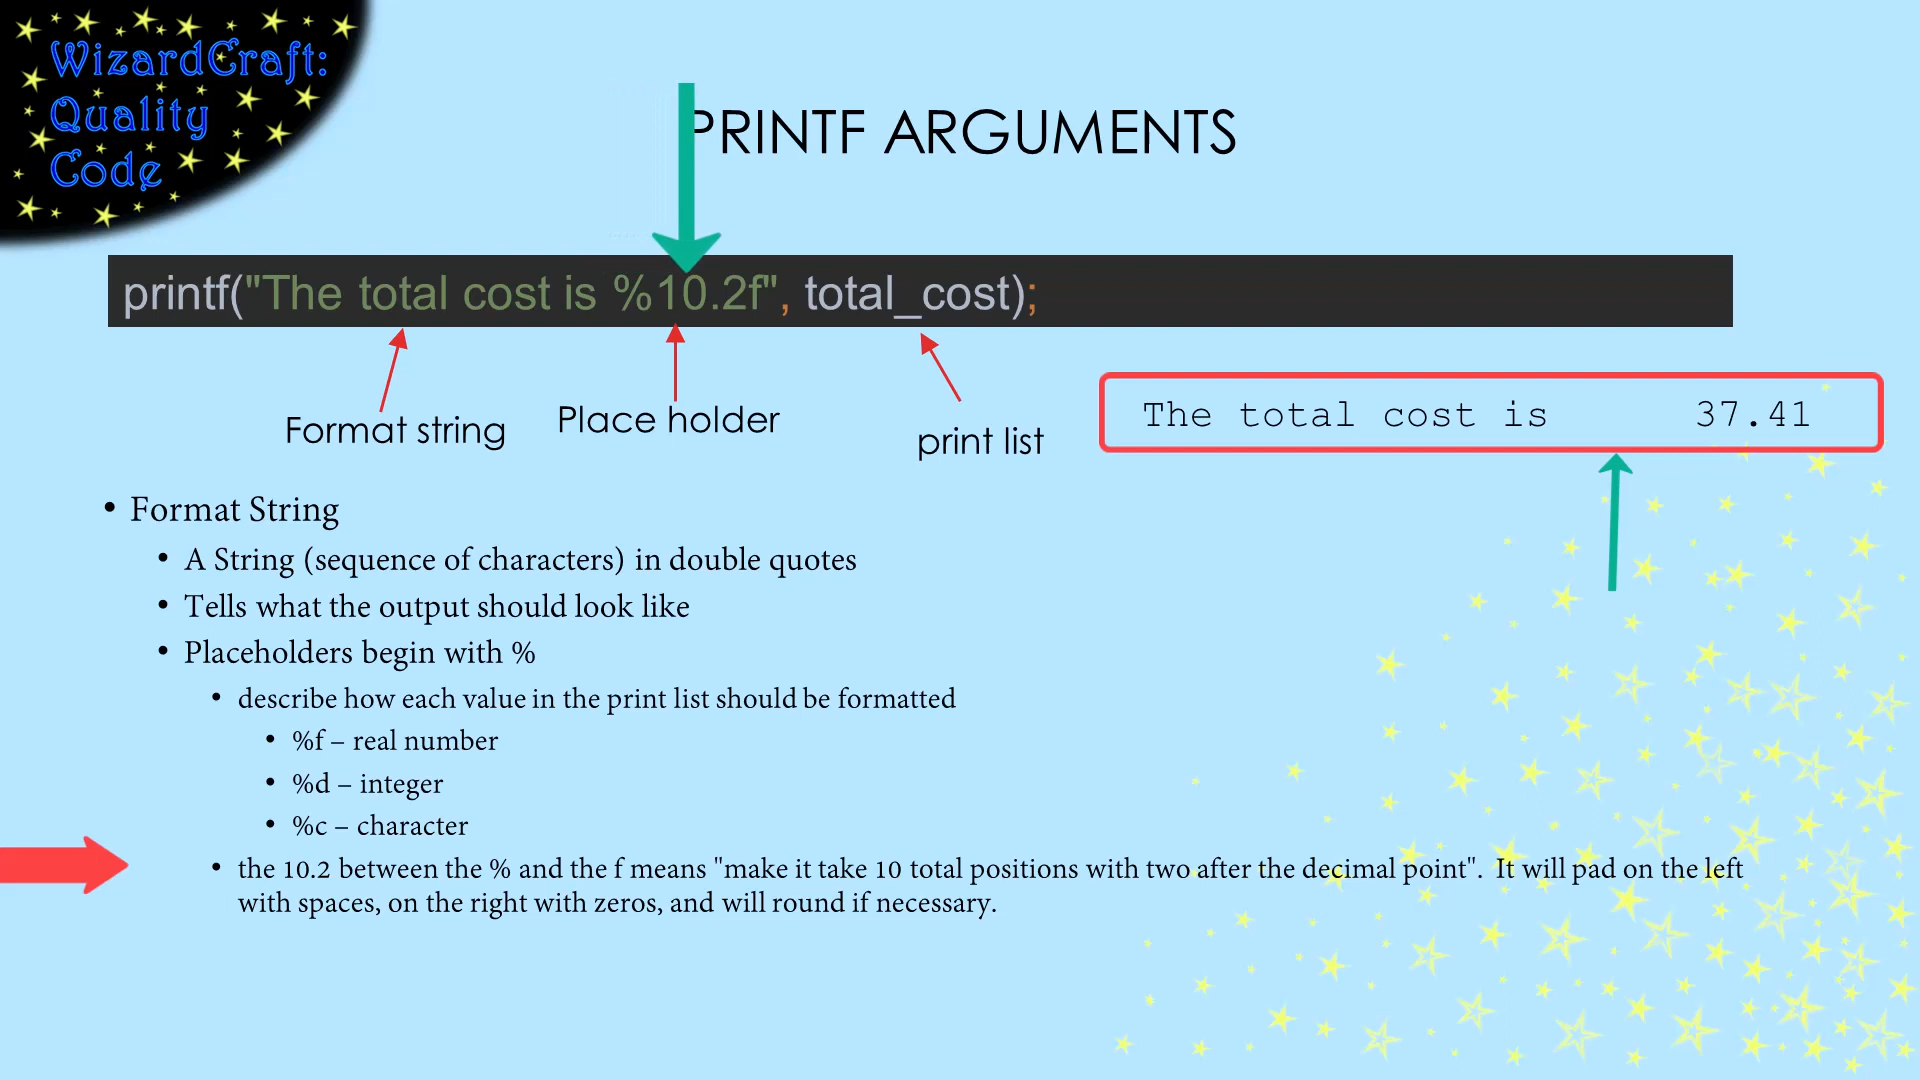 WizardCraft:
Quality
Code
PRINTF ARGUMENTS
printf("The total cost is %10.2f", total_cost);
Format string
Place holder
print list
The total cost is      37.41
• Format String
• A String (sequence of characters) in double quotes
• Tells what the output should look like
• Placeholders begin with %
• describe how each value in the print list should be formatted
• %f – real number
• %d – integer
• %c – character
• the 10.2 between the % and the f means "make it take 10 total positions with two after the decimal point".  It will pad on the left
with spaces, on the right with zeros, and will round if necessary.